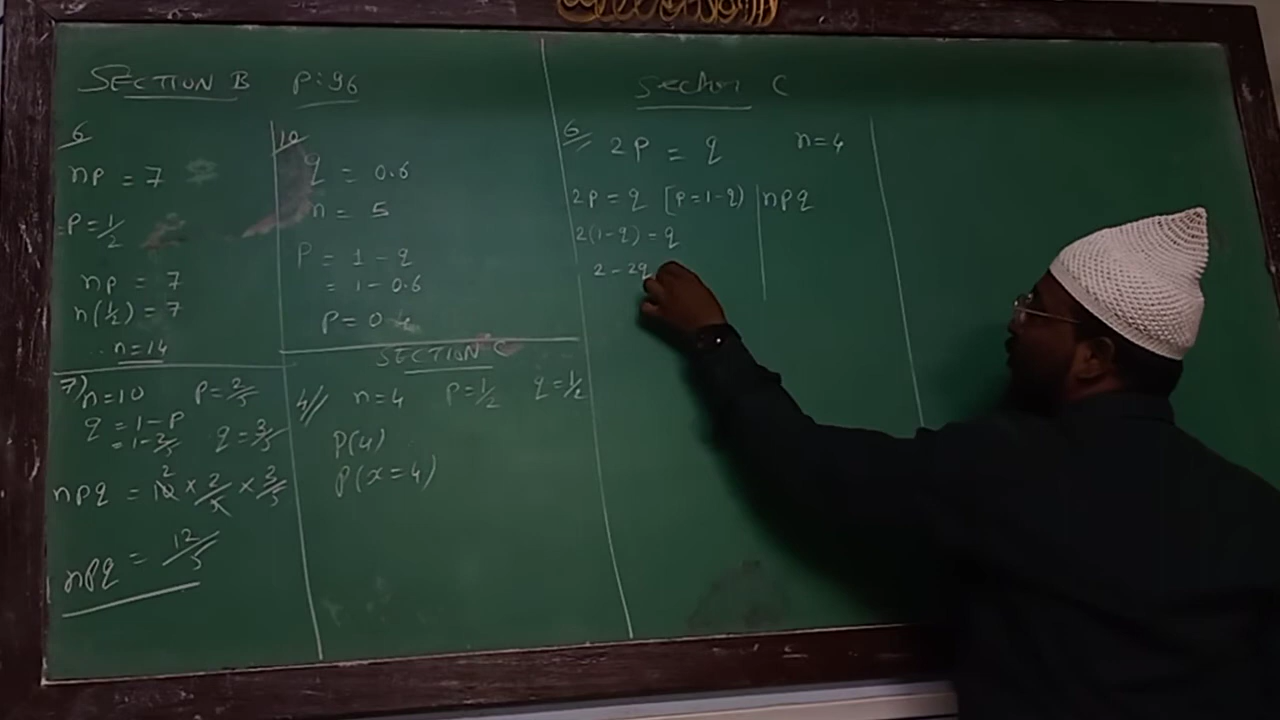 SECTION B P:96
6
np = 7
P = 1/2
np = 7
n(1/2) = 7
∴ n=14
7) n=10 P=2/5
q = 1-P
= 1-2/5 q=3/5
npq = 10 × 2/5 × 3/5
2
npq = 12/5
10
q = 0.6
n = 5
P = 1 - q
= 1 - 0.6
SECTION C
4// n=4 P=1/2 q=1/2
P(4)
P(x=4)
Section C
6// 2P = q n=4
2P = q [P=1-q) npq
2(1-q) = q
2 - 2q